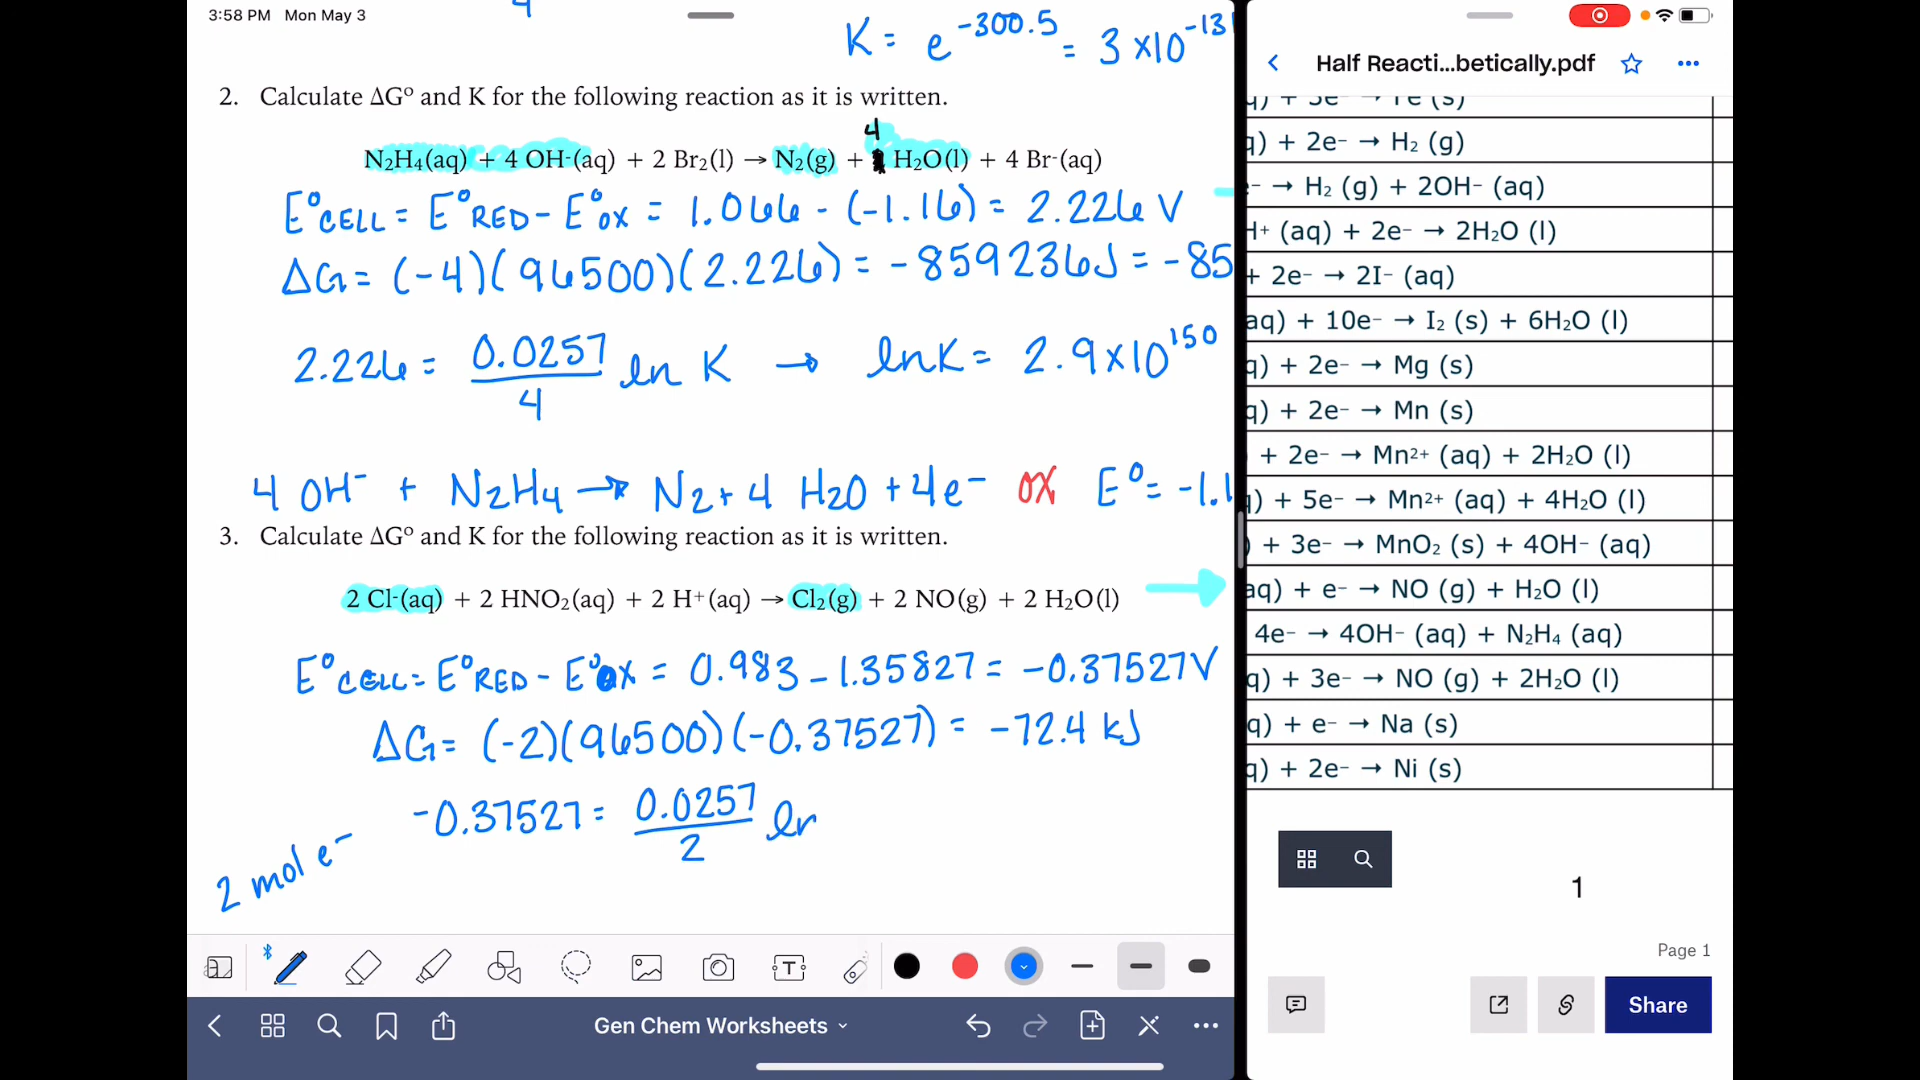 3:58 PM Mon May 3
K = e^-300.5 = 3 x10^-131
2. Calculate ΔGº and K for the following reaction as it is written.
4
N₂H₄(aq) + 4 OH-(aq) + 2 Br₂(l) → N₂(g) + H₂O(l) + 4 Br-(aq)
E°CELL = E°RED - E°OX = 1.066 - (-1.16) = 2.226 V
ΔG = (-4)(96500)(2.226) = -859236J = -85
2.226 = 0.0257/4 ln K → lnK = 2.9x10^150
4 OH⁻ + N2H4 → N2 + 4 H2O + 4e⁻ OX E° = -1.1
3. Calculate ΔGº and K for the following reaction as it is written.
2 Cl-(aq) + 2 HNO₂(aq) + 2 H+(aq) → Cl₂(g) + 2 NO(g) + 2 H₂O(l)
E°CELL = E°RED - E°OX = 0.983 - 1.35827 = -0.37527V
ΔG = (-2)(96500)(-0.37527) = -72.4 kJ
-0.37527 = 0.0257/2 ln
2 mol e⁻
Gen Chem Worksheets
Half Reacti...betically.pdf
q) + 2e- → H₂ (g)
e- → H₂ (g) + 2OH- (aq)
H+ (aq) + 2e- → 2H₂O (l)
+ 2e- → 2I- (aq)
aq) + 10e- → I₂ (s) + 6H₂O (l)
q) + 2e- → Mg (s)
q) + 2e- → Mn (s)
+ 2e- → Mn²+ (aq) + 2H₂O (l)
) + 5e- → Mn²+ (aq) + 4H₂O (l)
) + 3e- → MnO₂ (s) + 4OH- (aq)
aq) + e- → NO (g) + H₂O (l)
4e- → 4OH- (aq) + N₂H₄ (aq)
q) + 3e- → NO (g) + 2H₂O (l)
q) + e- → Na (s)
q) + 2e- → Ni (s)
1
Page 1
Share